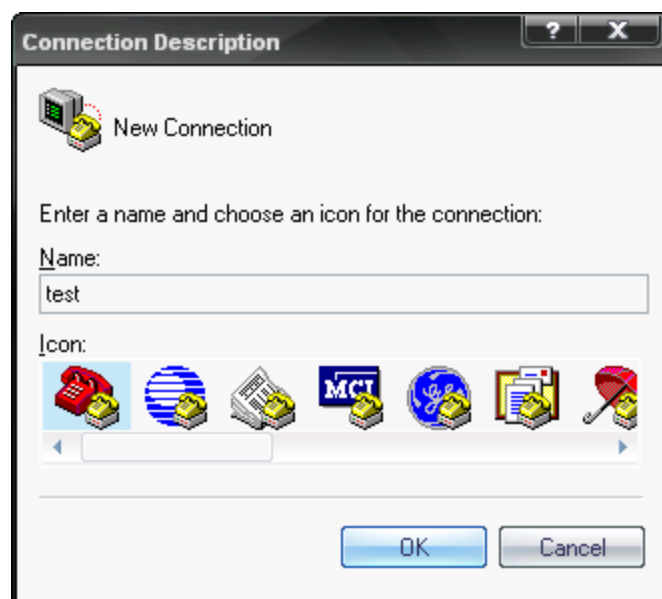 Connection Description
?
X
New Connection
Enter a name and choose an icon for the connection:
Name:
test
Icon:
MCI
OK
Cancel